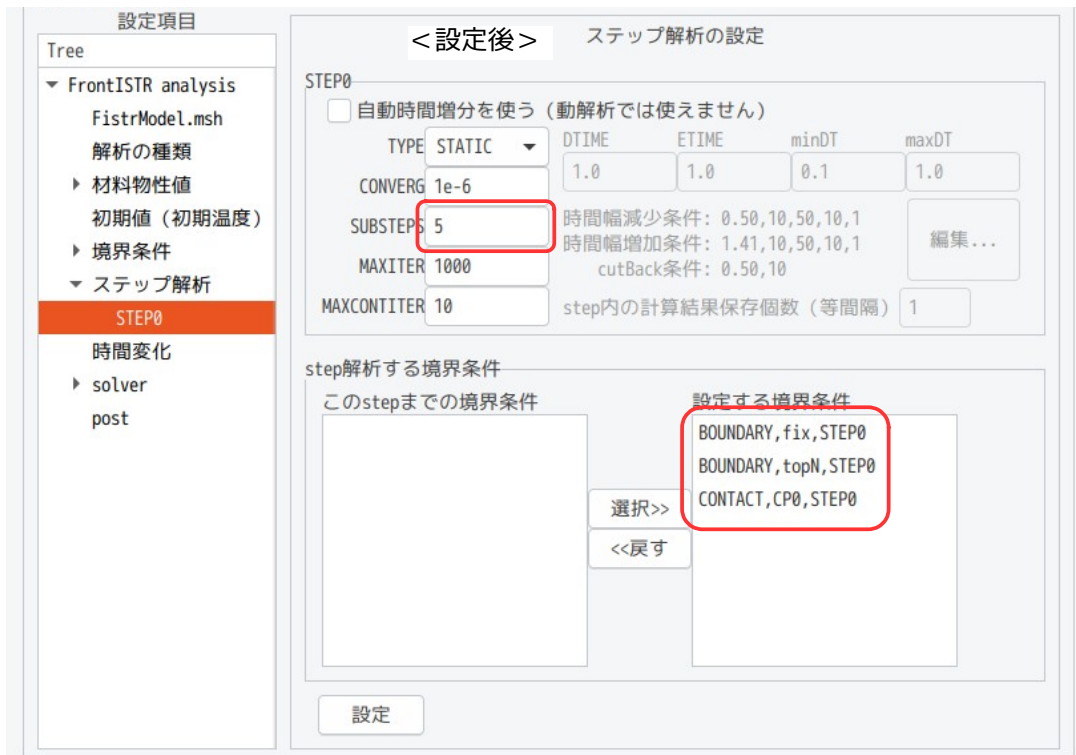 設定項目
Tree
FrontISTR analysis
FistrModel.msh
解析の種類
材料物性値
初期値（初期温度）
境界条件
ステップ解析
STEP0
時間変化
solver
post
＜設定後＞
ステップ解析の設定
STEP0
自動時間増分を使う（動解析では使えません）
TYPE STATIC
DTIME ETIME minDT maxDT
1.0 1.0 0.1 1.0
CONVERG 1e-6
SUBSTEPS 5
時間幅減少条件: 0.50,10,50,10,1
時間幅増加条件: 1.41,10,50,10,1
cutBack条件: 0.50,10
編集...
MAXITER 1000
MAXCONTITER 10
step内の計算結果保存個数（等間隔） 1
step解析する境界条件
このstepまでの境界条件
設定する境界条件
BOUNDARY,fix,STEP0
BOUNDARY,topN,STEP0
CONTACT,CP0,STEP0
選択>>
<<戻す
設定